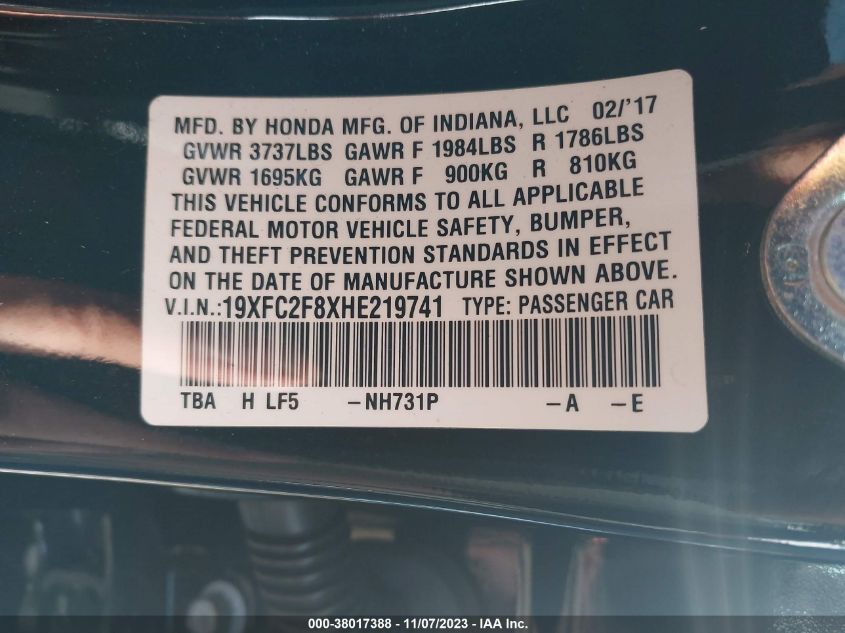 MFD. BY HONDA MFG. OF INDIANA, LLC 02/'17
GVWR 3737LBS GAWR F 1984LBS R 1786LBS
GVWR 1695KG GAWR F 900KG R 810KG
THIS VEHICLE CONFORMS TO ALL APPLICABLE
FEDERAL MOTOR VEHICLE SAFETY, BUMPER,
AND THEFT PREVENTION STANDARDS IN EFFECT
ON THE DATE OF MANUFACTURE SHOWN ABOVE.
V.I.N.:19XFC2F8XHE219741 TYPE: PASSENGER CAR
TBA H LF5 –NH731P –A –E
000-38017388 - 11/07/2023 - IAA Inc.